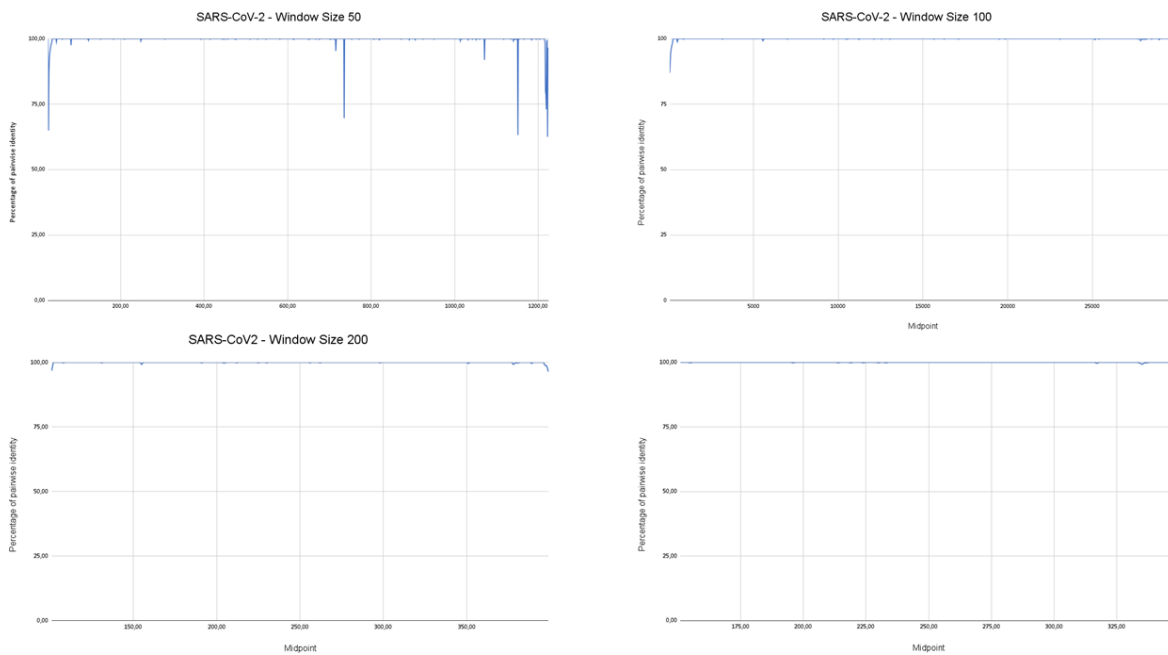 SARS-CoV-2 - Window Size 50
Percentage of pairwise identity
100,00
75,00
50,00
25,00
0,00
200,00 400,00 600,00 800,00 1000,00 1200,00
SARS-CoV-2 - Window Size 100
Percentage of pairwise identity
100
75
50
25
0
5000 10000 15000 20000 25000
Midpoint
SARS-CoV2 - Window Size 200
Percentage of pairwise identity
100,00
75,00
50,00
25,00
0,00
150,00 200,00 250,00 300,00 350,00
Midpoint
Percentage of pairwise identity
100,00
75,00
50,00
25,00
0,00
175,00 200,00 225,00 250,00 275,00 300,00 325,00
Midpoint